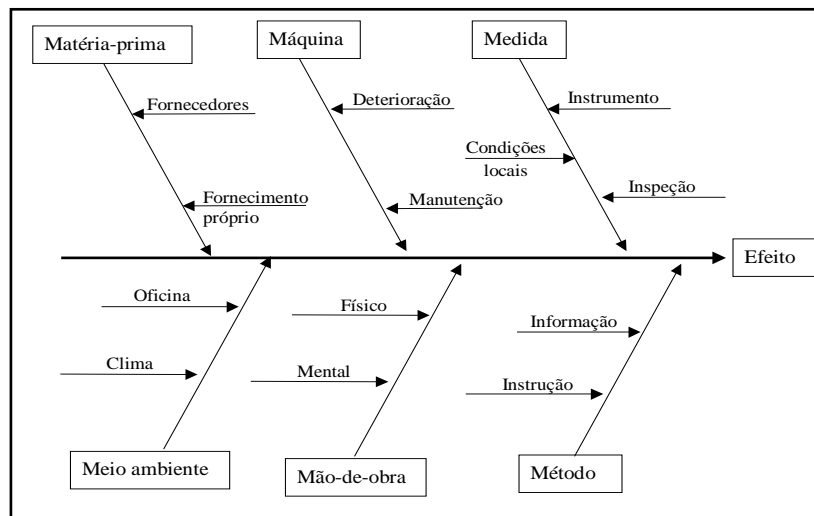 Matéria-prima
Máquina
Medida
Fornecedores
Deterioração
Instrumento
Condições
locais
Fornecimento
próprio
Manutenção
Inspeção
Efeito
Oficina
Físico
Informação
Clima
Mental
Instrução
Meio ambiente
Mão-de-obra
Método